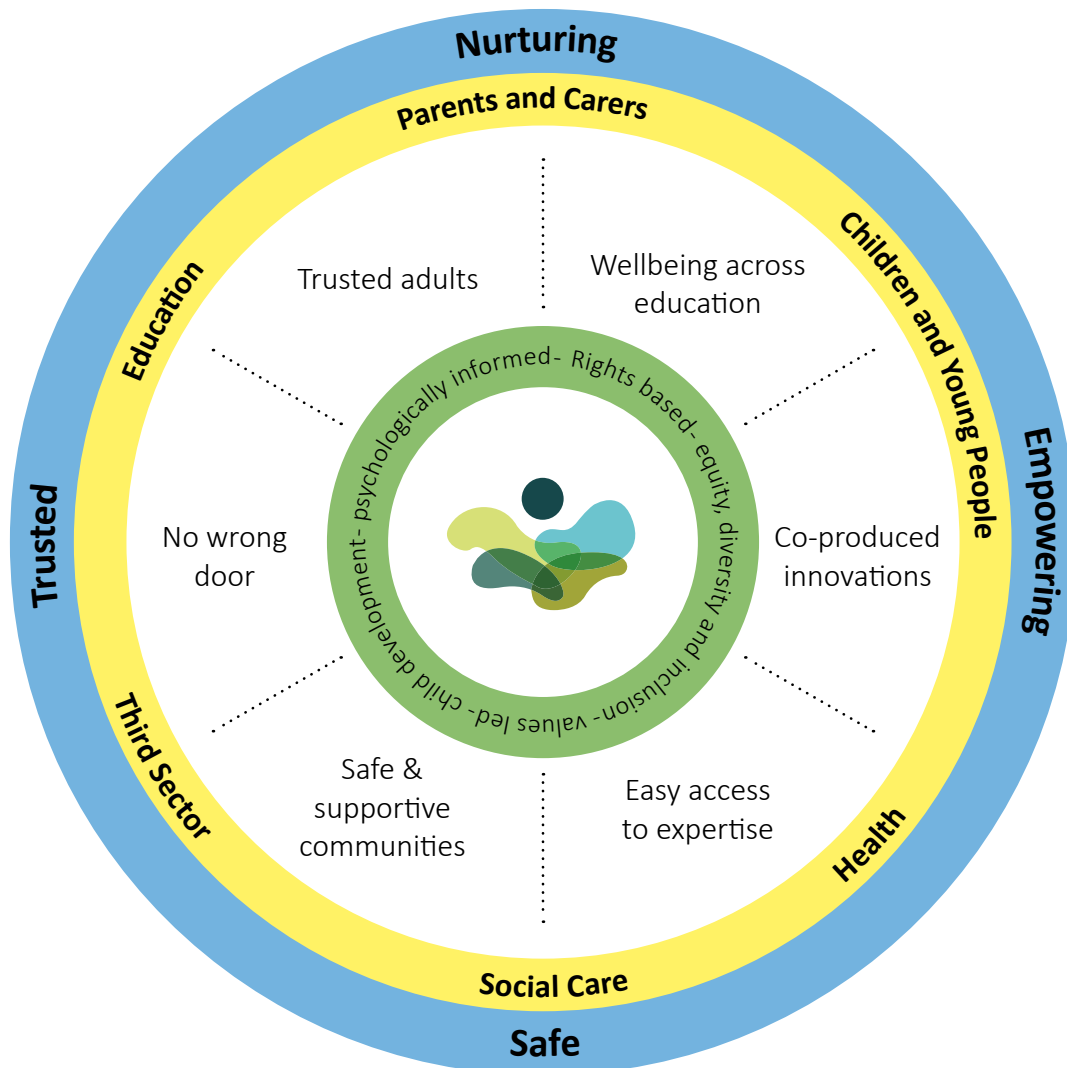 Nurturing
Parents and Carers
Children and Young People
Education
Trusted adults
Wellbeing across
education
psychologically informed- Rights based- equity, diversity and inclusion- values led- child development-
Empowering
Trusted
No wrong
door
Co-produced
innovations
Third Sector
Safe &
supportive
communities
Easy access
to expertise
Health
Social Care
Safe